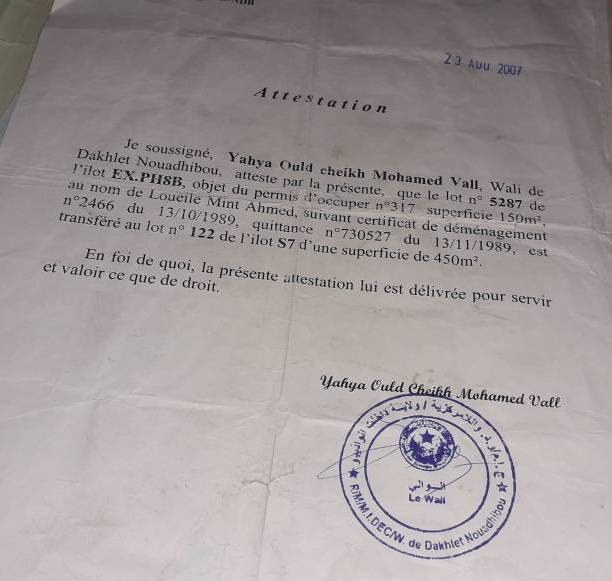 23 AOU 2007
Attestation
Je soussigné, Yahya Ould cheikh Mohamed Vall, Wali de
Dakhlet Nouadhibou, atteste par la présente, que le lot n° 5287 de
l'îlot EX.PH8B, objet du permis d'occuper n°317 superficie 150m²,
au nom de Loueile Mint Ahmed, suivant certificat de déménagement
n°2466 du 13/10/1989, quittance n°730527 du 13/11/1989, est
transféré au lot n° 122 de l'ilot S7 d'une superficie de 450m².
En foi de quoi, la présente attestation lui est délivrée pour servir
et valoir ce que de droit.
Yahya Ould Cheikh Mohamed Vall
الوالي
Le Wali
R/M/M.I.DEC/W. de Dakhlet Nouadhibou